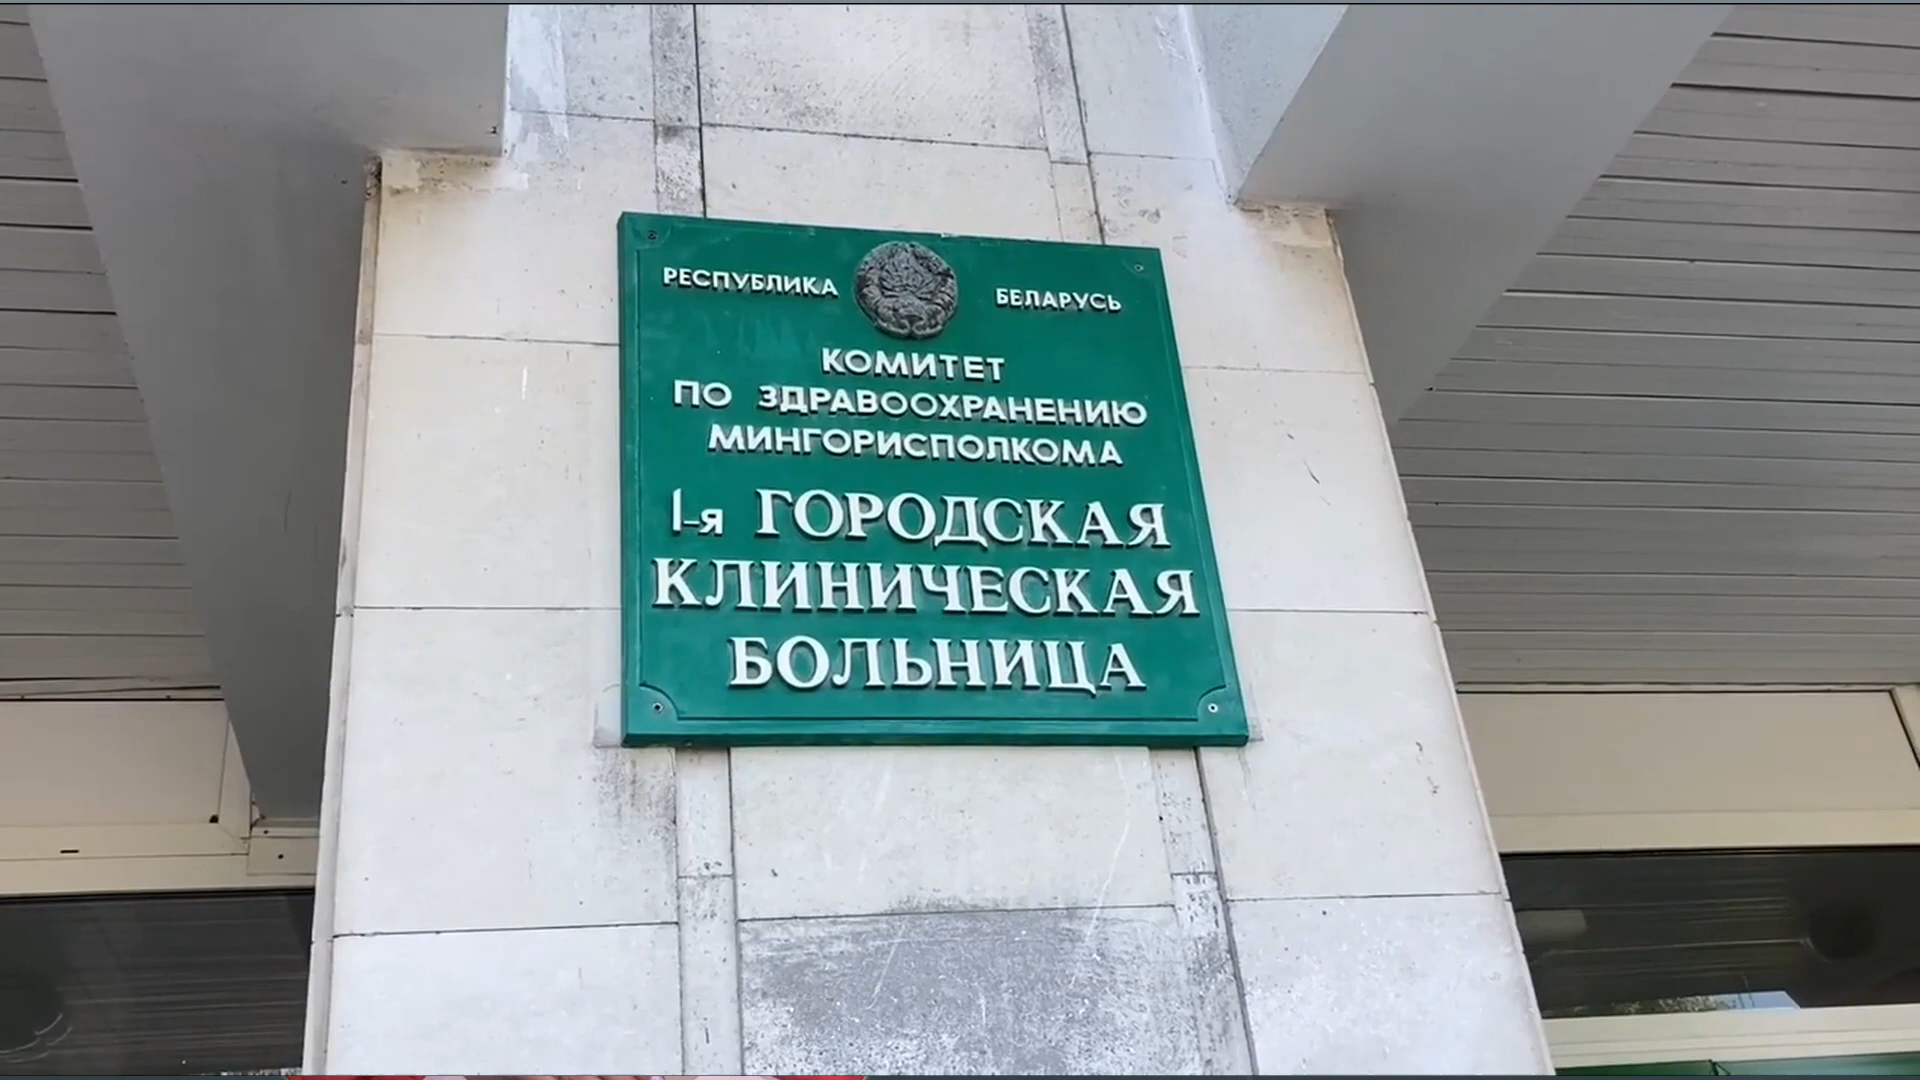 РЕСПУБЛИКА БЕЛАРУСЬ
КОМИТЕТ
ПО ЗДРАВООХРАНЕНИЮ
МИНГОРИСПОЛКОМА
1-я ГОРОДСКАЯ
КЛИНИЧЕСКАЯ
БОЛЬНИЦА